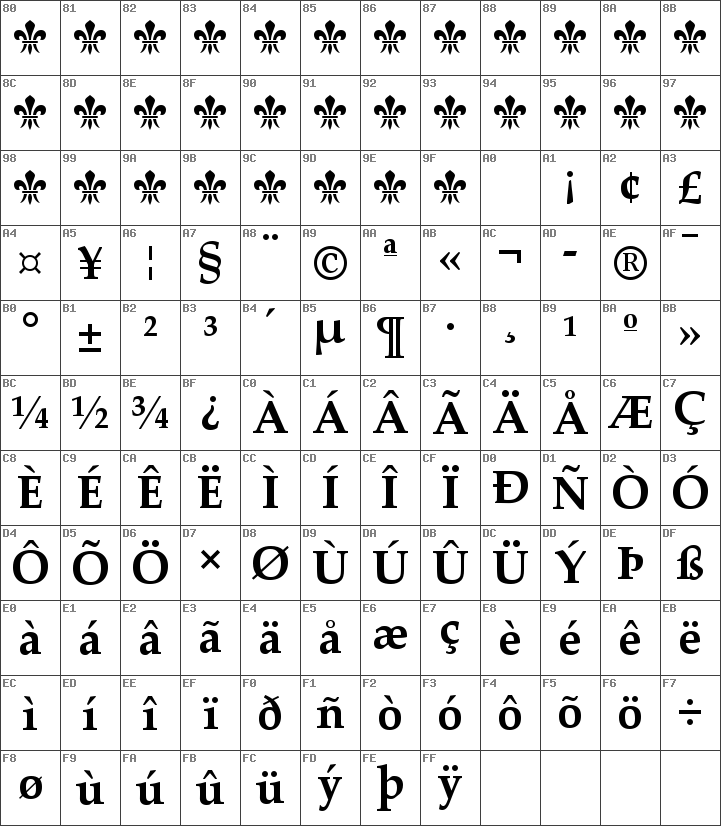 80 81 82 83 84 85 86 87 88 89 8A 8B
⚜ ⚜ ⚜ ⚜ ⚜ ⚜ ⚜ ⚜ ⚜ ⚜ ⚜ ⚜
8C 8D 8E 8F 90 91 92 93 94 95 96 97
⚜ ⚜ ⚜ ⚜ ⚜ ⚜ ⚜ ⚜ ⚜ ⚜ ⚜ ⚜
98 99 9A 9B 9C 9D 9E 9F A0 A1 A2 A3
⚜ ⚜ ⚜ ⚜ ⚜ ⚜ ⚜ ⚜ ¡ ¢ £
A4 A5 A6 A7 A8 A9 AA AB AC AD AE AF
¤ ¥ ¦ § ¨ © ª « ¬ - ® ¯
B0 B1 B2 B3 B4 B5 B6 B7 B8 B9 BA BB
° ± ² ³ ´ µ ¶ · ¸ ¹ º »
BC BD BE BF C0 C1 C2 C3 C4 C5 C6 C7
¼ ½ ¾ ¿ À Á Â Ã Ä Å Æ Ç
C8 C9 CA CB CC CD CE CF D0 D1 D2 D3
È É Ê Ë Ì Í Î Ï Ð Ñ Ò Ó
D4 D5 D6 D7 D8 D9 DA DB DC DD DE DF
Ô Õ Ö × Ø Ù Ú Û Ü Ý Þ ß
E0 E1 E2 E3 E4 E5 E6 E7 E8 E9 EA EB
à á â ã ä å æ ç è é ê ë
EC ED EE EF F0 F1 F2 F3 F4 F5 F6 F7
ì í î ï ð ñ ò ó ô õ ö ÷
F8 F9 FA FB FC FD FE FF
ø ù ú û ü ý þ ÿ